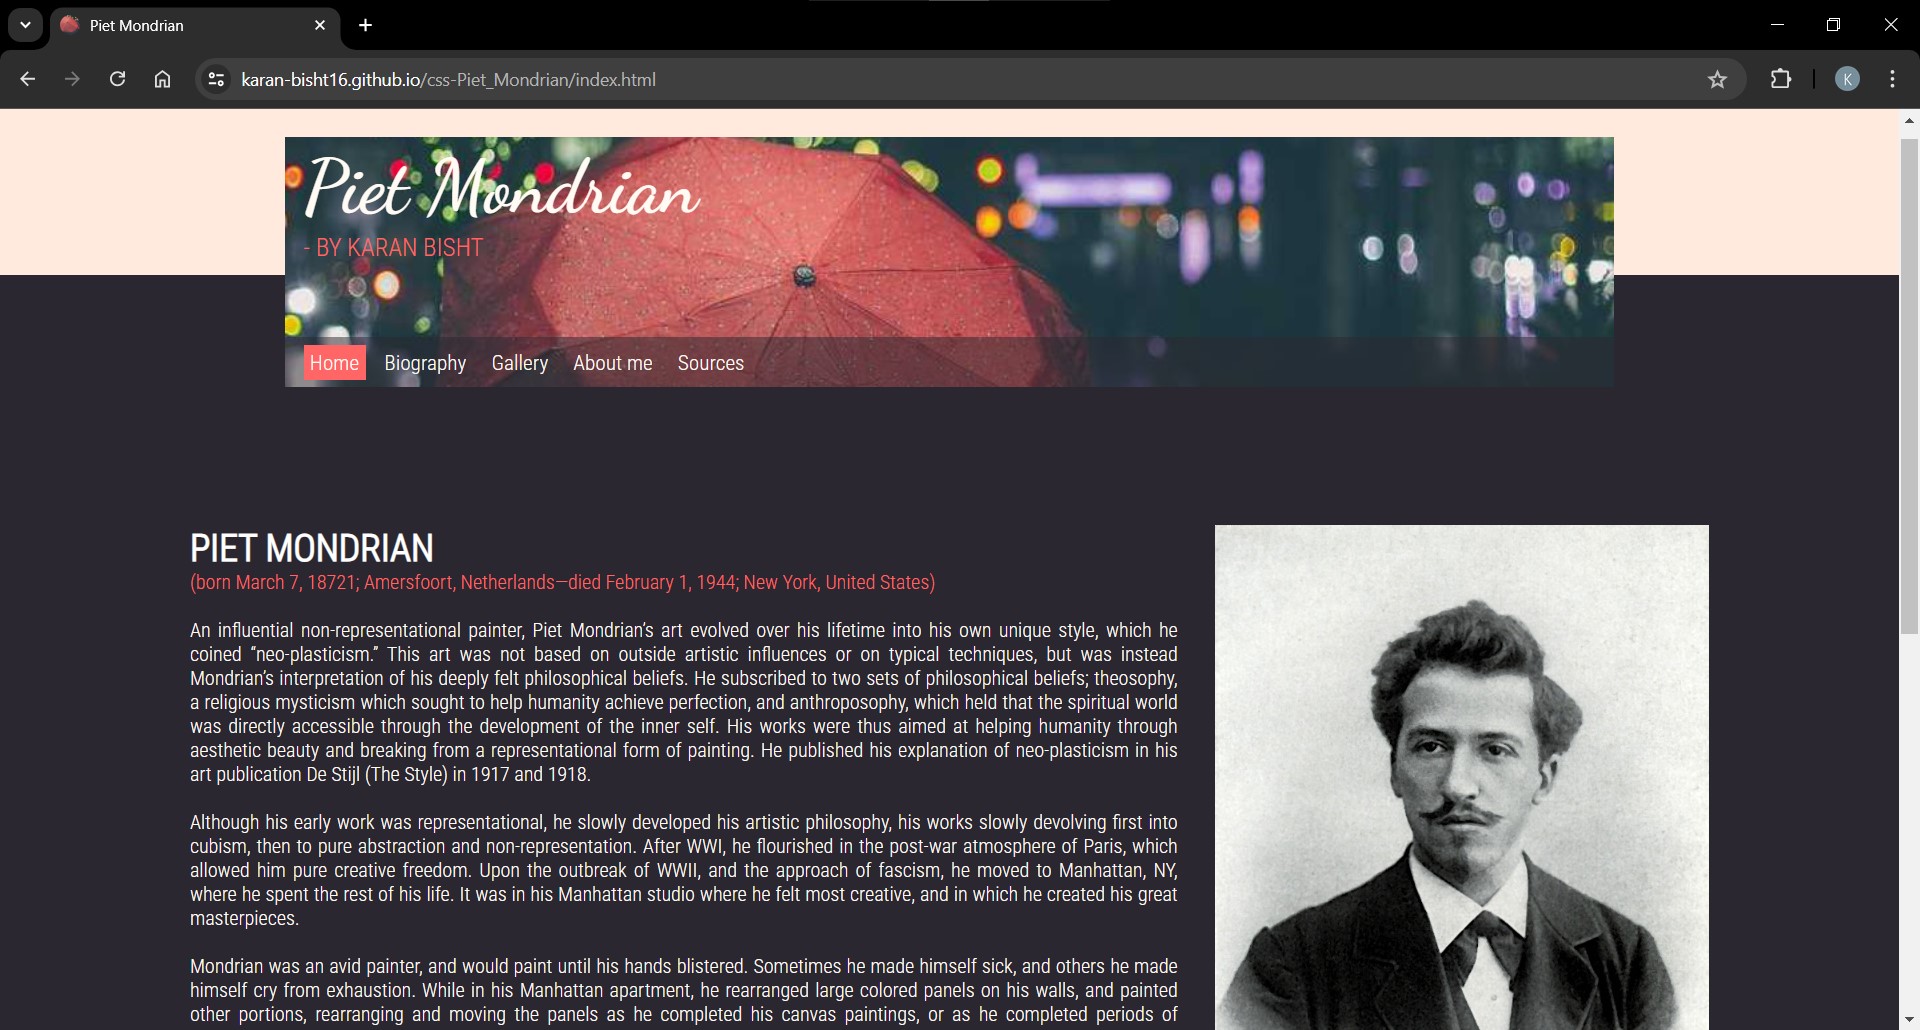 Piet Mondrian
karan-bisht16.github.io/css-Piet_Mondrian/index.html
K
Piet Mondrian
- BY KARAN BISHT
Home Biography Gallery About me Sources
PIET MONDRIAN
(born March 7, 18721; Amersfoort, Netherlands—died February 1, 1944; New York, United States)
An influential non-representational painter, Piet Mondrian's art evolved over his lifetime into his own unique style, which he
coined “neo-plasticism.” This art was not based on outside artistic influences or on typical techniques, but was instead
Mondrian's interpretation of his deeply felt philosophical beliefs. He subscribed to two sets of philosophical beliefs; theosophy,
a religious mysticism which sought to help humanity achieve perfection, and anthroposophy, which held that the spiritual world
was directly accessible through the development of the inner self. His works were thus aimed at helping humanity through
aesthetic beauty and breaking from a representational form of painting. He published his explanation of neo-plasticism in his
art publication De Stijl (The Style) in 1917 and 1918.
Although his early work was representational, he slowly developed his artistic philosophy, his works slowly devolving first into
cubism, then to pure abstraction and non-representation. After WWI, he flourished in the post-war atmosphere of Paris, which
allowed him pure creative freedom. Upon the outbreak of WWII, and the approach of fascism, he moved to Manhattan, NY,
where he spent the rest of his life. It was in his Manhattan studio where he felt most creative, and in which he created his great
masterpieces.
Mondrian was an avid painter, and would paint until his hands blistered. Sometimes he made himself sick, and others he made
himself cry from exhaustion. While in his Manhattan apartment, he rearranged large colored panels on his walls, and painted
other portions, rearranging and moving the panels as he completed his canvas paintings, or as he completed periods of